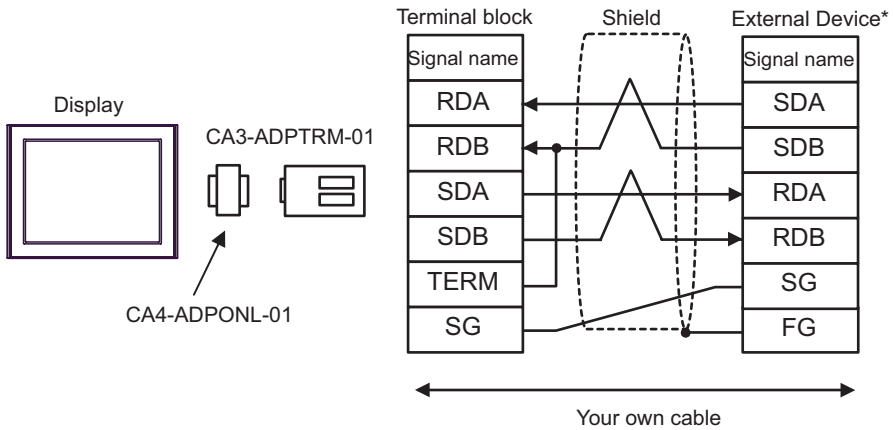 Terminal block
Shield
External Device*
Signal name
Signal name
RDA
SDA
RDB
SDB
SDA
RDA
SDB
RDB
TERM
SG
SG
FG
Display
CA3-ADPTRM-01
CA4-ADPONL-01
Your own cable